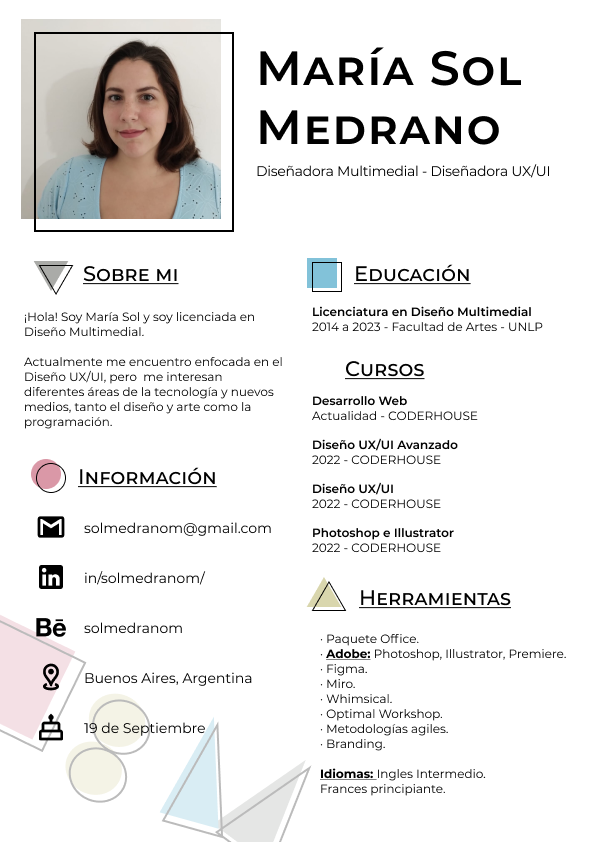 María Sol
Medrano
Diseñadora Multimedial - Diseñadora UX/UI
Sobre mi
¡Hola! Soy María Sol y soy licenciada en
Diseño Multimedial.
Actualmente me encuentro enfocada en el
Diseño UX/UI, pero  me interesan
diferentes áreas de la tecnología y nuevos
medios, tanto el diseño y arte como la
programación.
Información
solmedranom@gmail.com
in
in/solmedranom/
Bē
solmedranom
Buenos Aires, Argentina
19 de Septiembre
Educación
Licenciatura en Diseño Multimedial
2014 a 2023 - Facultad de Artes - UNLP
Cursos
Desarrollo Web
Actualidad - CODERHOUSE
Diseño UX/UI Avanzado
2022 - CODERHOUSE
Diseño UX/UI
2022 - CODERHOUSE
Photoshop e Illustrator
2022 - CODERHOUSE
Herramientas
· Paquete Office.
· Adobe: Photoshop, Illustrator, Premiere.
· Figma.
· Miro.
· Whimsical.
· Optimal Workshop.
· Metodologías agiles.
· Branding.
Idiomas: Ingles Intermedio.
Frances principiante.